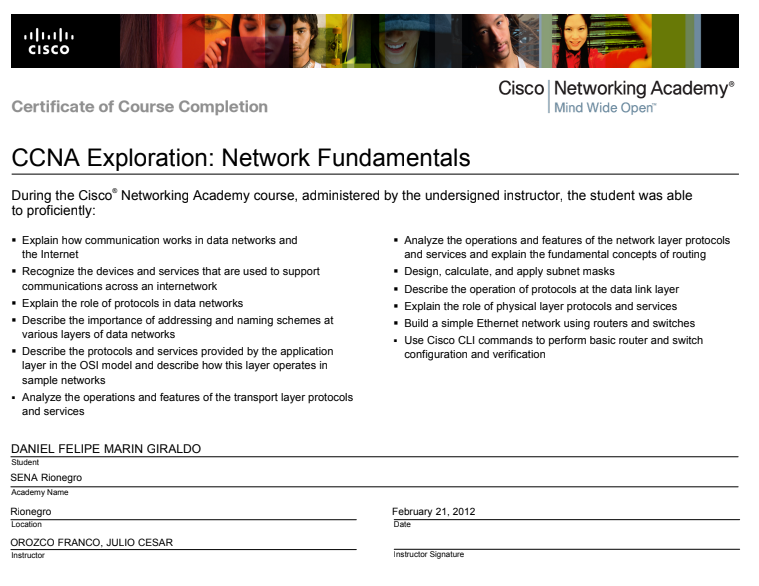 CISCO
Cisco Networking Academy®
Mind Wide Open™
Certificate of Course Completion
CCNA Exploration: Network Fundamentals
During the Cisco® Networking Academy course, administered by the undersigned instructor, the student was able
to proficiently:
▪ Explain how communication works in data networks and
the Internet
▪ Recognize the devices and services that are used to support
communications across an internetwork
▪ Explain the role of protocols in data networks
▪ Describe the importance of addressing and naming schemes at
various layers of data networks
▪ Describe the protocols and services provided by the application
layer in the OSI model and describe how this layer operates in
sample networks
▪ Analyze the operations and features of the transport layer protocols
and services
▪ Analyze the operations and features of the network layer protocols
and services and explain the fundamental concepts of routing
▪ Design, calculate, and apply subnet masks
▪ Describe the operation of protocols at the data link layer
▪ Explain the role of physical layer protocols and services
▪ Build a simple Ethernet network using routers and switches
▪ Use Cisco CLI commands to perform basic router and switch
configuration and verification
DANIEL FELIPE MARIN GIRALDO
Student
SENA Rionegro
Academy Name
Rionegro
Location
February 21, 2012
Date
OROZCO FRANCO, JULIO CESAR
Instructor
Instructor Signature